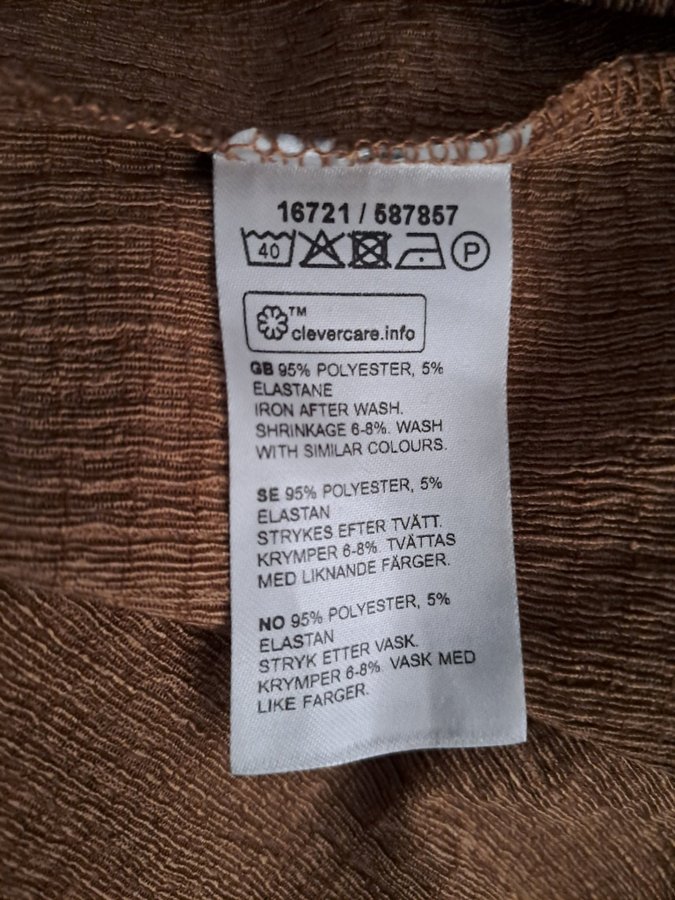 16721 / 587857
40 P
™
clevercare.info
GB 95% POLYESTER, 5%
ELASTANE
IRON AFTER WASH.
SHRINKAGE 6-8%. WASH
WITH SIMILAR COLOURS.
SE 95% POLYESTER, 5%
ELASTAN
STRYKES EFTER TVÄTT.
KRYMPER 6-8%. TVÄTTAS
MED LIKNANDE FÄRGER.
NO 95% POLYESTER, 5%
ELASTAN
STRYK ETTER VASK.
KRYMPER 6-8%. VASK MED
LIKE FARGER.